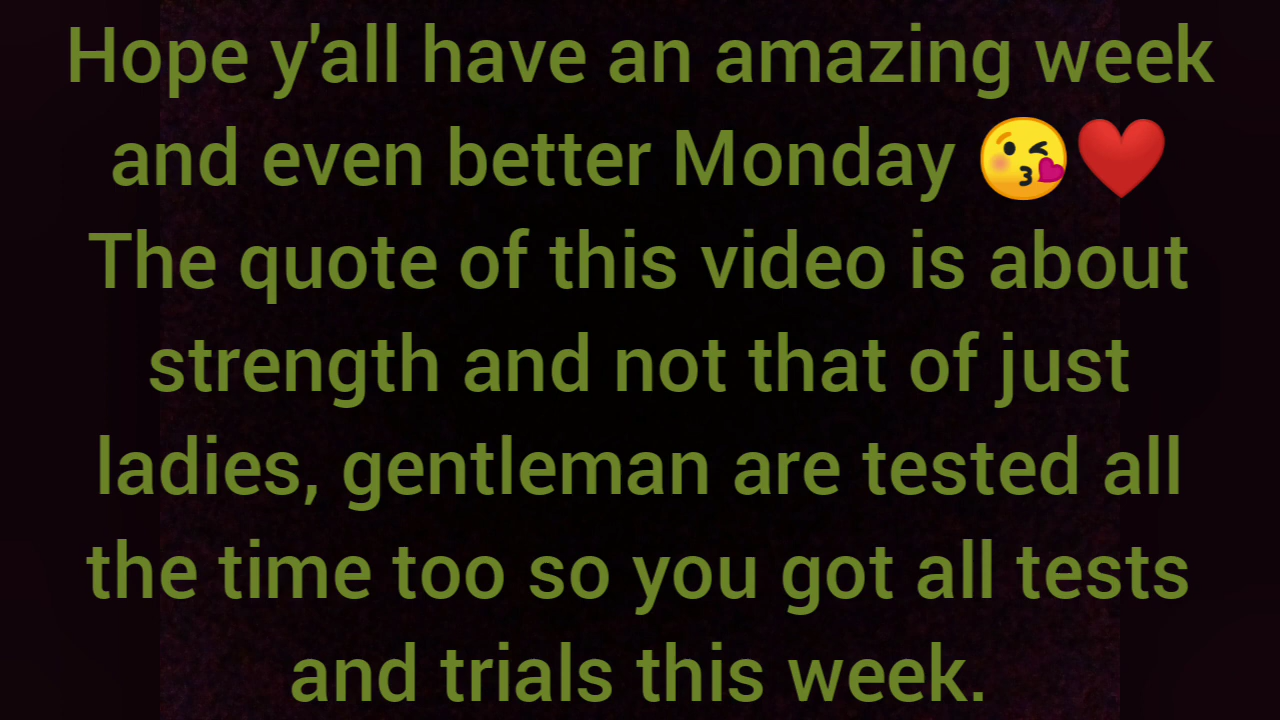 Hope y'all have an amazing week
and even better Monday 😘❤️
The quote of this video is about
strength and not that of just
ladies, gentleman are tested all
the time too so you got all tests
and trials this week.